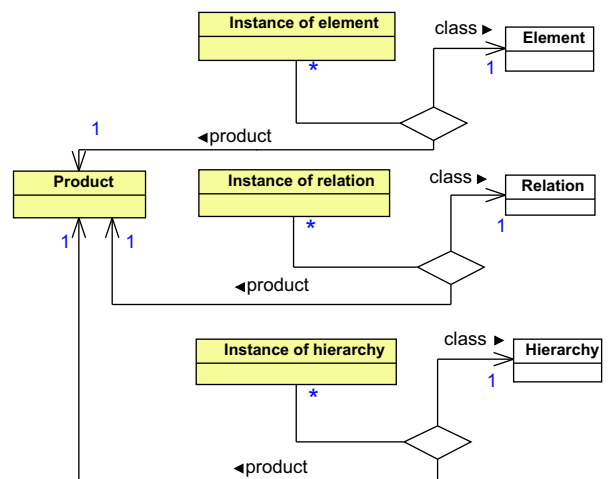 Instance of element
class ►
Element
*
1
1
◄product
Product
Instance of relation
class ►
Relation
*
1
1
1
◄product
Instance of hierarchy
class ►
Hierarchy
*
1
◄product